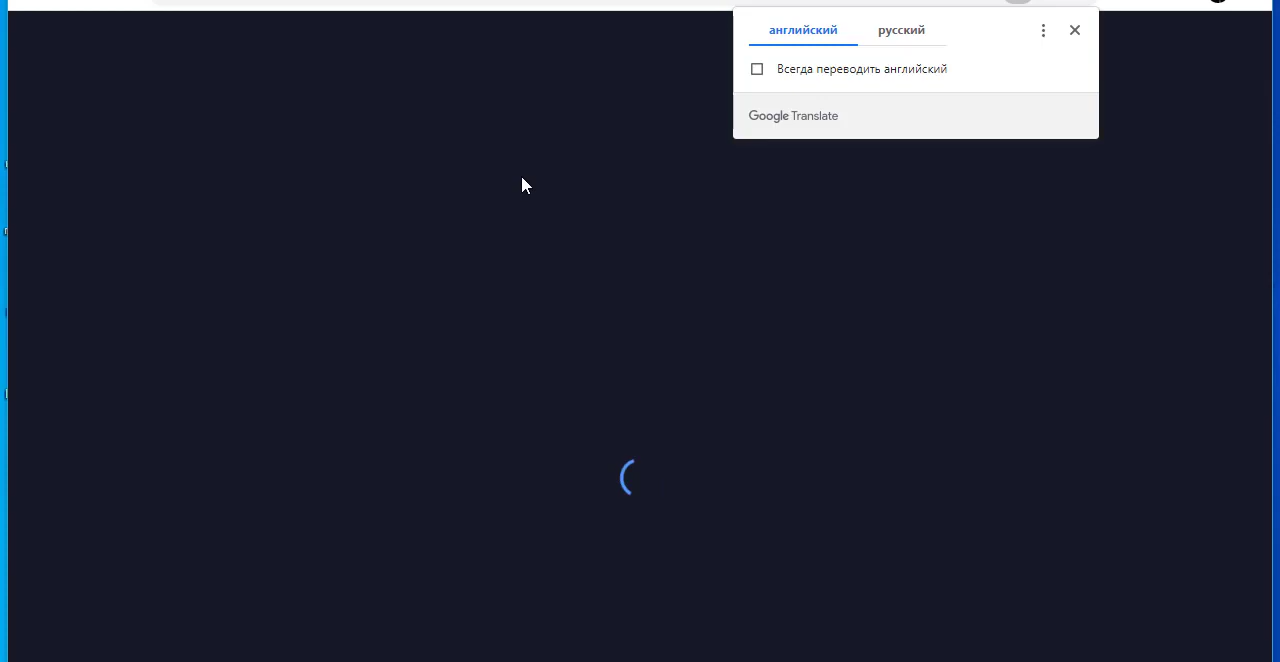 английский русский
Всегда переводить английский
Google Translate